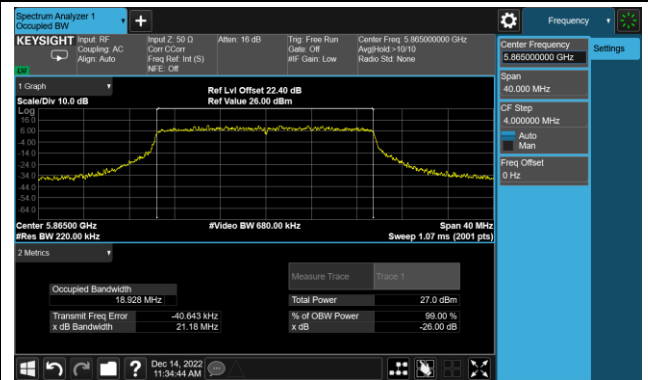 Spectrum Analyzer 1
Occupied BW
+
Frequency
KEYSIGHT
Input: RF
Coupling: AC
Align: Auto
Input Z: 50 Ω
Corr CCorr
Freq Ref: Int (S)
NFE: Off
Atten: 16 dB
Trig: Free Run
Gate: Off
#IF Gain: Low
Center Freq: 5.865000000 GHz
Avg|Hold:>10/10
Radio Std: None
Center Frequency
5.865000000 GHz
Settings
Span
40.000 MHz
CF Step
4.000000 MHz
Auto
Man
Freq Offset
0 Hz
1 Graph
Scale/Div 10.0 dB
Ref Lvl Offset 22.40 dB
Ref Value 26.00 dBm
Log
16.0
6.00
-4.00
-14.0
-24.0
-34.0
-44.0
-54.0
-64.0
Center 5.86500 GHz
#Res BW 220.00 kHz
#Video BW 680.00 kHz
Span 40 MHz
Sweep 1.07 ms (2001 pts)
2 Metrics
Measure Trace
Trace 1
Occupied Bandwidth
18.928 MHz
Total Power
27.0 dBm
Transmit Freq Error
-40.643 kHz
% of OBW Power
99.00 %
x dB Bandwidth
21.18 MHz
x dB
-26.00 dB
?
Dec 14, 2022
11:34:44 AM